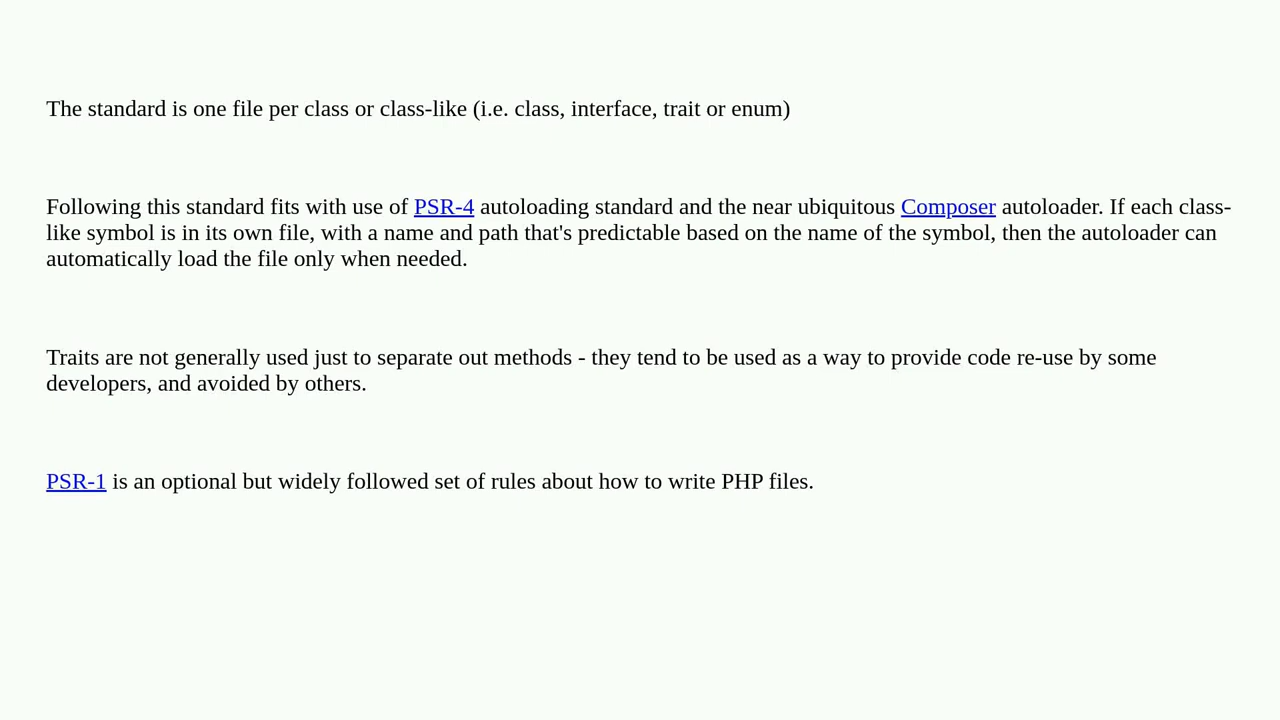 The standard is one file per class or class-like (i.e. class, interface, trait or enum)
Following this standard fits with use of PSR-4 autoloading standard and the near ubiquitous Composer autoloader. If each class-
like symbol is in its own file, with a name and path that's predictable based on the name of the symbol, then the autoloader can
automatically load the file only when needed.
Traits are not generally used just to separate out methods - they tend to be used as a way to provide code re-use by some
developers, and avoided by others.
PSR-1 is an optional but widely followed set of rules about how to write PHP files.